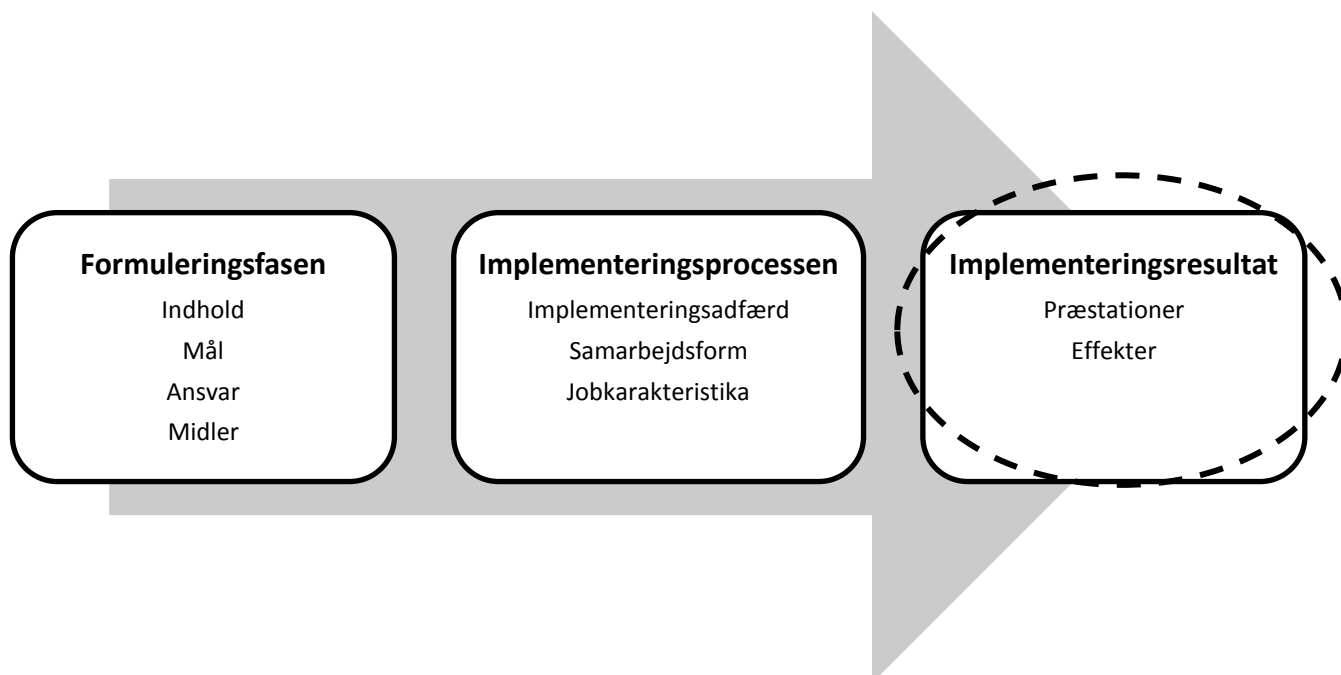 Formuleringsfasen
Indhold
Mål
Ansvar
Midler
Implementeringsprocessen
Implementeringsadfærd
Samarbejdsform
Jobkarakteristika
Implementeringsresultat
Præstationer
Effekter